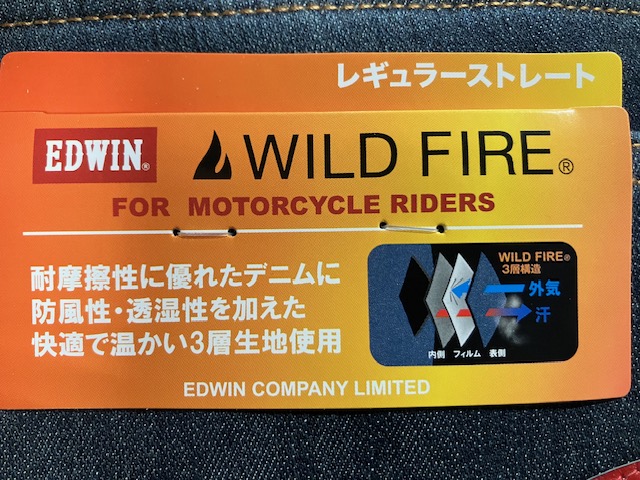 レギュラーストレート
EDWIN® WILD FIRE®
FOR MOTORCYCLE RIDERS
耐摩擦性に優れたデニムに
防風性・透湿性を加えた
快適で温かい3層生地使用
WILD FIRE®
3層構造
外気
汗
内側 フィルム 表側
EDWIN COMPANY LIMITED